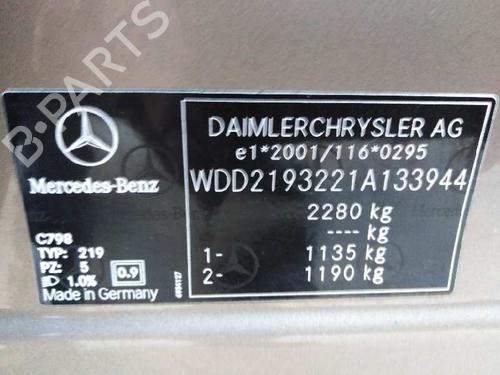 B-PARTS
Mercedes-Benz
C798
TYP: 219
PZ: 5
1.0% 0.9
Made in Germany
DAIMLERCHRYSLER AG
e1*2001/116*0295
WDD2193221A133944
2280 kg
---- kg
1- 1135 kg
2- 1190 kg